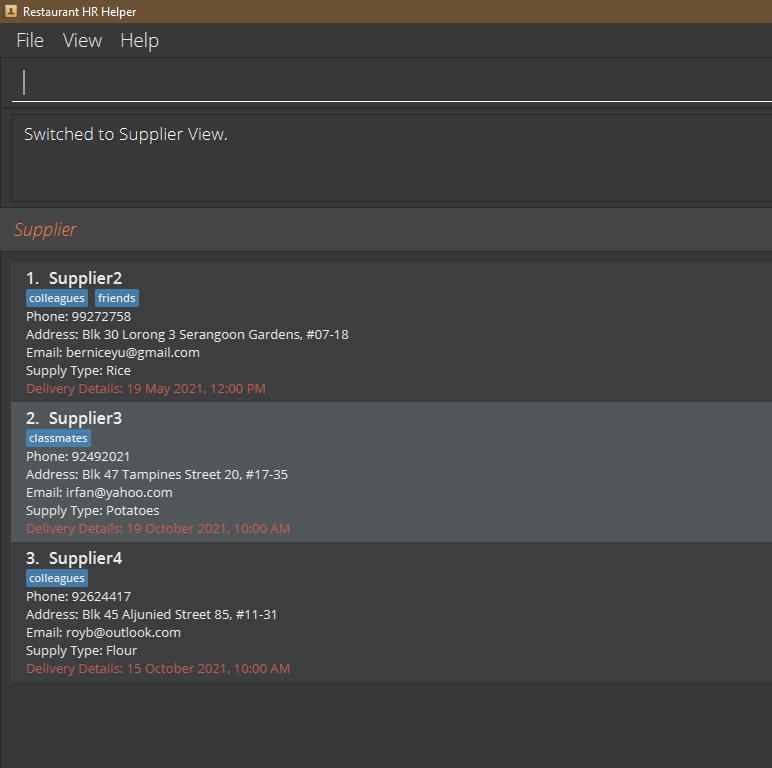 Restaurant HR Helper
File View Help
Switched to Supplier View.
Supplier
1. Supplier2
colleagues friends
Phone: 99272758
Address: Blk 30 Lorong 3 Serangoon Gardens, #07-18
Email: berniceyu@gmail.com
Supply Type: Rice
Delivery Details: 19 May 2021, 12:00 PM
2. Supplier3
classmates
Phone: 92492021
Address: Blk 47 Tampines Street 20, #17-35
Email: irfan@yahoo.com
Supply Type: Potatoes
Delivery Details: 19 October 2021, 10:00 AM
3. Supplier4
colleagues
Phone: 92624417
Address: Blk 45 Aljunied Street 85, #11-31
Email: royb@outlook.com
Supply Type: Flour
Delivery Details: 15 October 2021, 10:00 AM